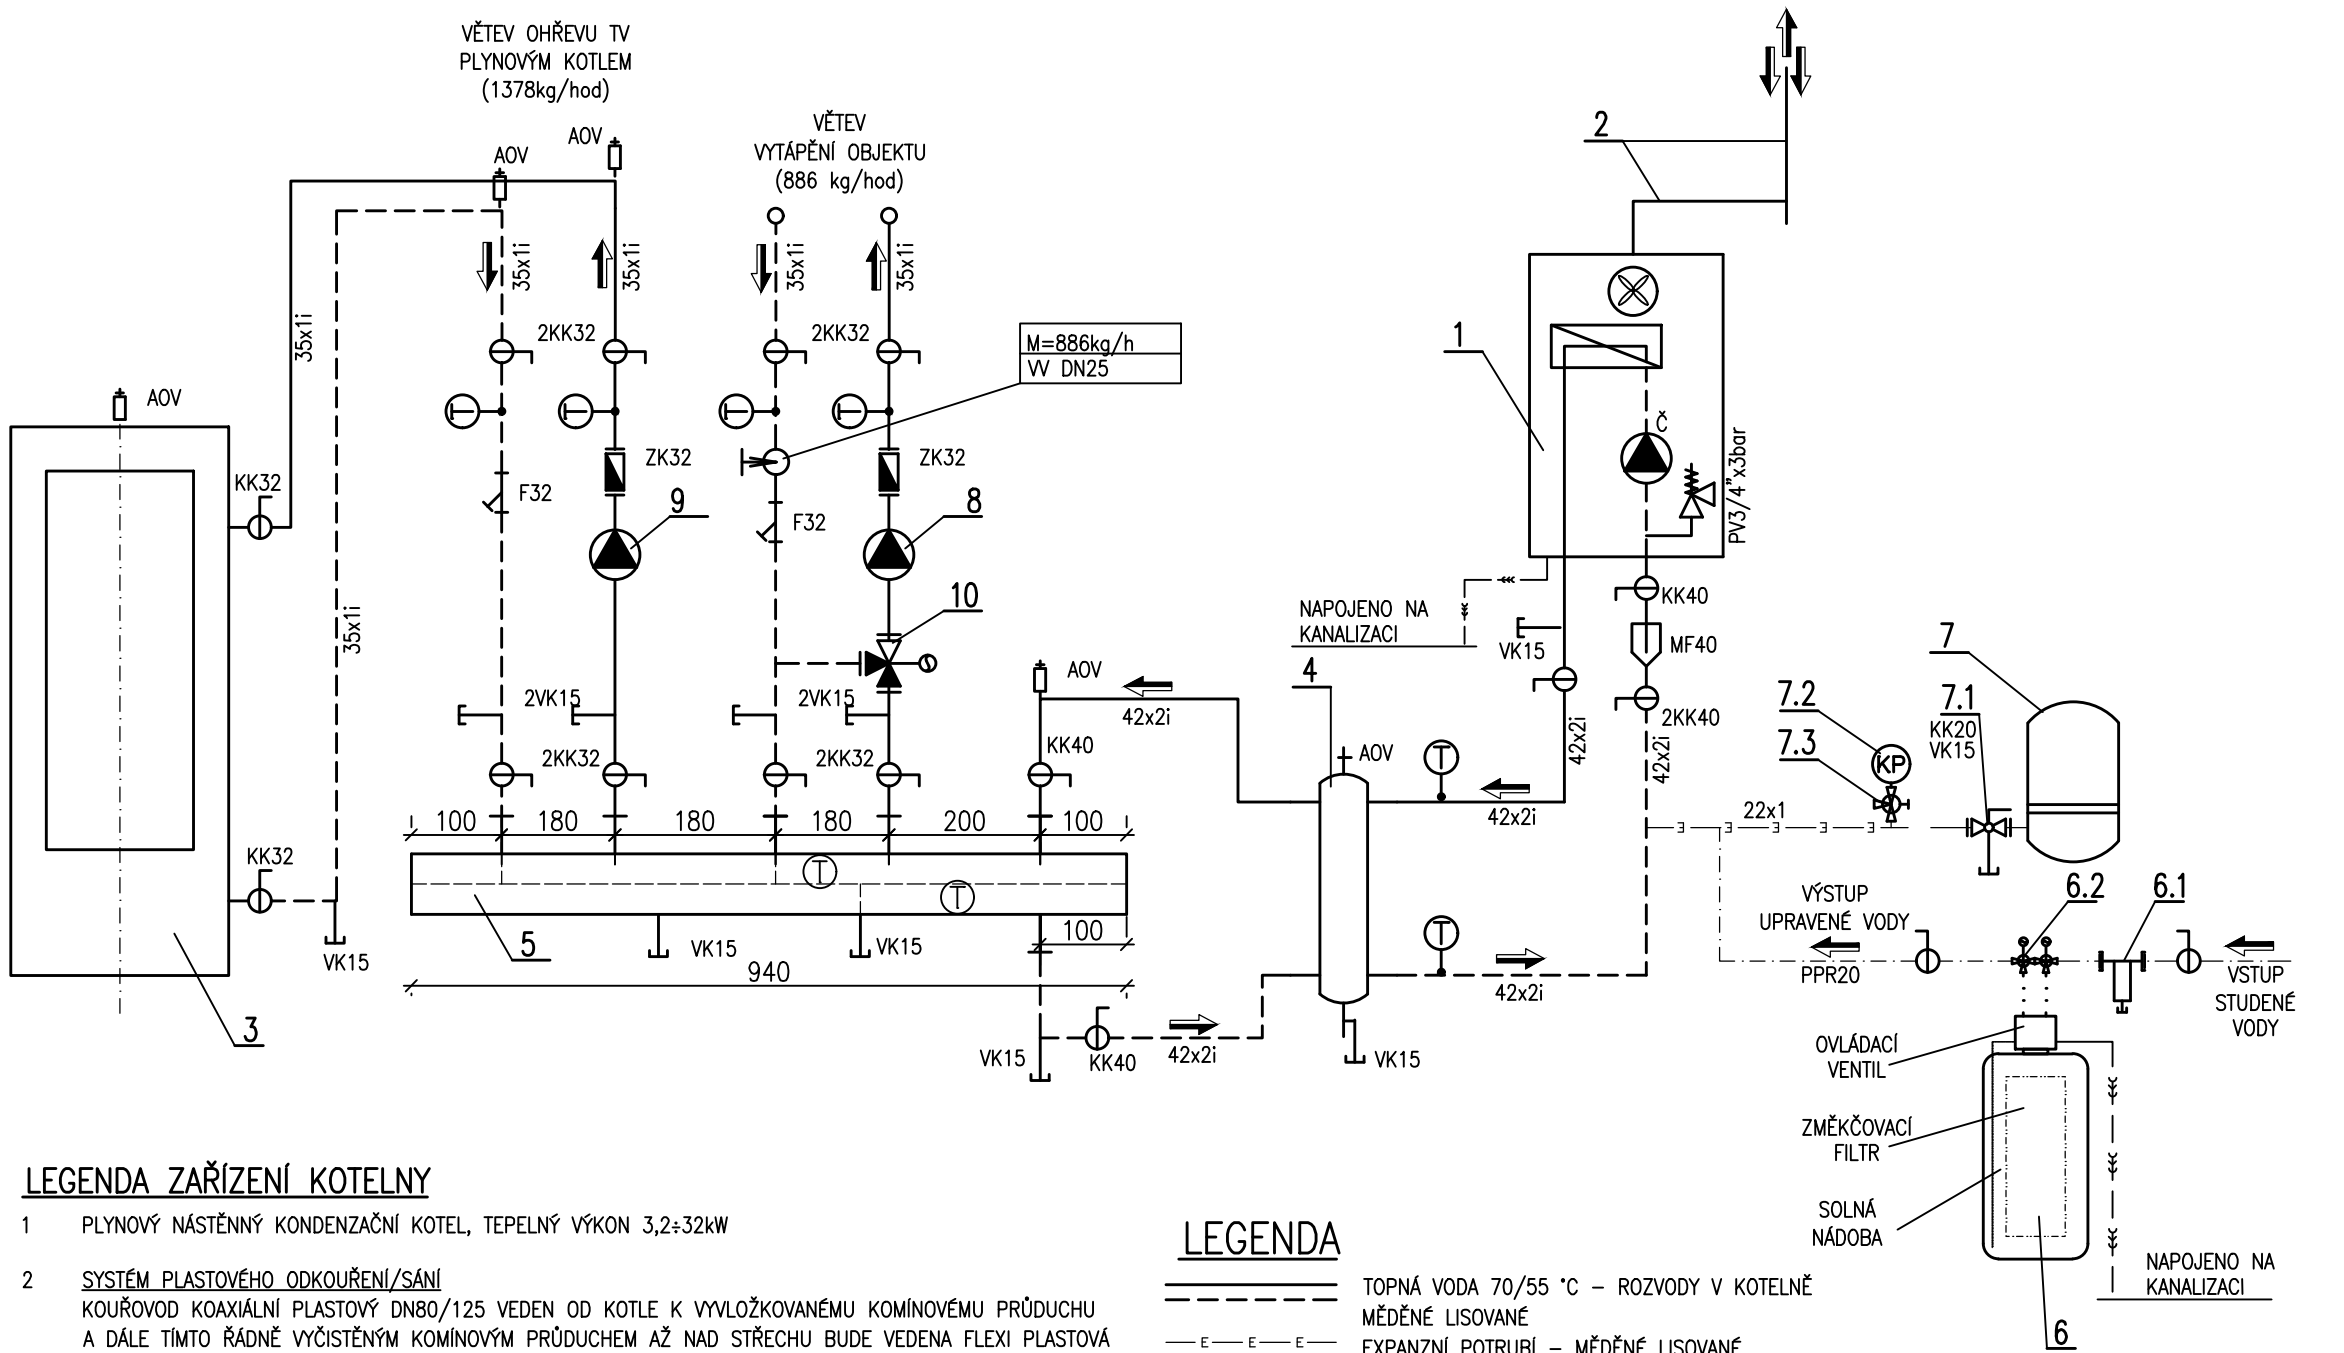 VĚTEV OHŘEVU TV
PLYNOVÝM KOTLEM
(1378kg/hod)
AOV
AOV
VĚTEV
VYTÁPĚNÍ OBJEKTU
(886 kg/hod)
2
35x1i
35x1i
35x1i
35x1i
35x1i
2KK32
2KK32
M=886kg/h
VV DN25
1
AOV
Č
KK32
ZK32
ZK32
F32
9
F32
8
PV3/4"x3bar
35x1i
10
NAPOJENO NA
KANALIZACI
KK40
VK15
MF40
7
4
AOV
2VK15
2VK15
42x2i
2KK40
7.2
7.1
KK20
VK15
7.3
KK40
2KK32
2KK32
AOV
T
42x2i
42x2i
KP
42x2i
22x1
E E E E E
100
180
180
180
200
100
KK32
T
T
VÝSTUP
UPRAVENÉ VODY
6.2
6.1
5
VK15
VK15
100
T
VK15
940
42x2i
PPR20
VSTUP
STUDENÉ
VODY
3
VK15
KK40
42x2i
VK15
OVLÁDACÍ
VENTIL
ZMĚKČOVACÍ
FILTR
SOLNÁ
NÁDOBA
NAPOJENO NA
KANALIZACI
6
LEGENDA ZAŘÍZENÍ KOTELNY
1 PLYNOVÝ NÁSTĚNNÝ KONDENZAČNÍ KOTEL, TEPELNÝ VÝKON 3,2÷32kW
2 SYSTÉM PLASTOVÉHO ODKOUŘENÍ/SÁNÍ
KOUŘOVOD KOAXIÁLNÍ PLASTOVÝ DN80/125 VEDEN OD KOTLE K VYVLOŽKOVANÉMU KOMÍNOVÉMU PRŮDUCHU
A DÁLE TÍMTO ŘÁDNĚ VYČISTĚNÝM KOMÍNOVÝM PRŮDUCHEM AŽ NAD STŘECHU BUDE VEDENA FLEXI PLASTOVÁ
LEGENDA
TOPNÁ VODA 70/55 °C – ROZVODY V KOTELNĚ
MĚDĚNÉ LISOVANÉ
E E E EXPANZNÍ POTRUBÍ – MĚDĚNÉ LISOVANÉ